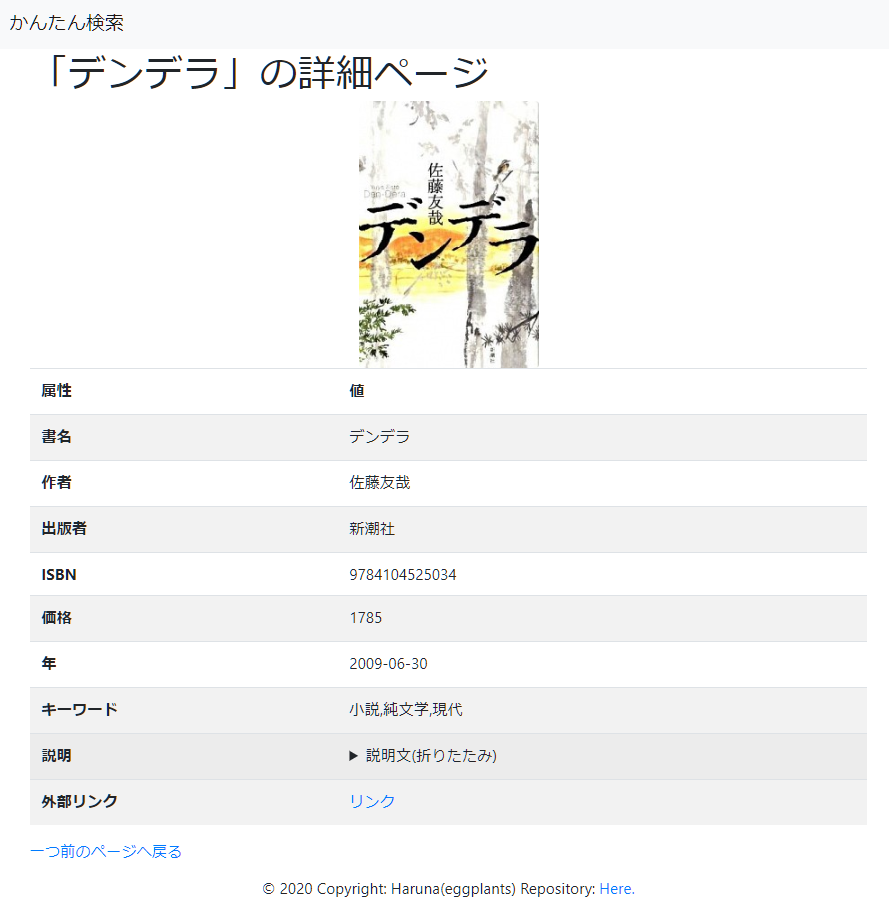 かんたん検索
「デンデラ」の詳細ページ
佐藤友哉
デンデラ
新潮社
属性 値
書名 デンデラ
作者 佐藤友哉
出版者 新潮社
ISBN 9784104525034
価格 1785
年 2009-06-30
キーワード 小説,純文学,現代
説明 ▶ 説明文(折りたたみ)
外部リンク リンク
一つ前のページへ戻る
© 2020 Copyright: Haruna(eggplants) Repository: Here.